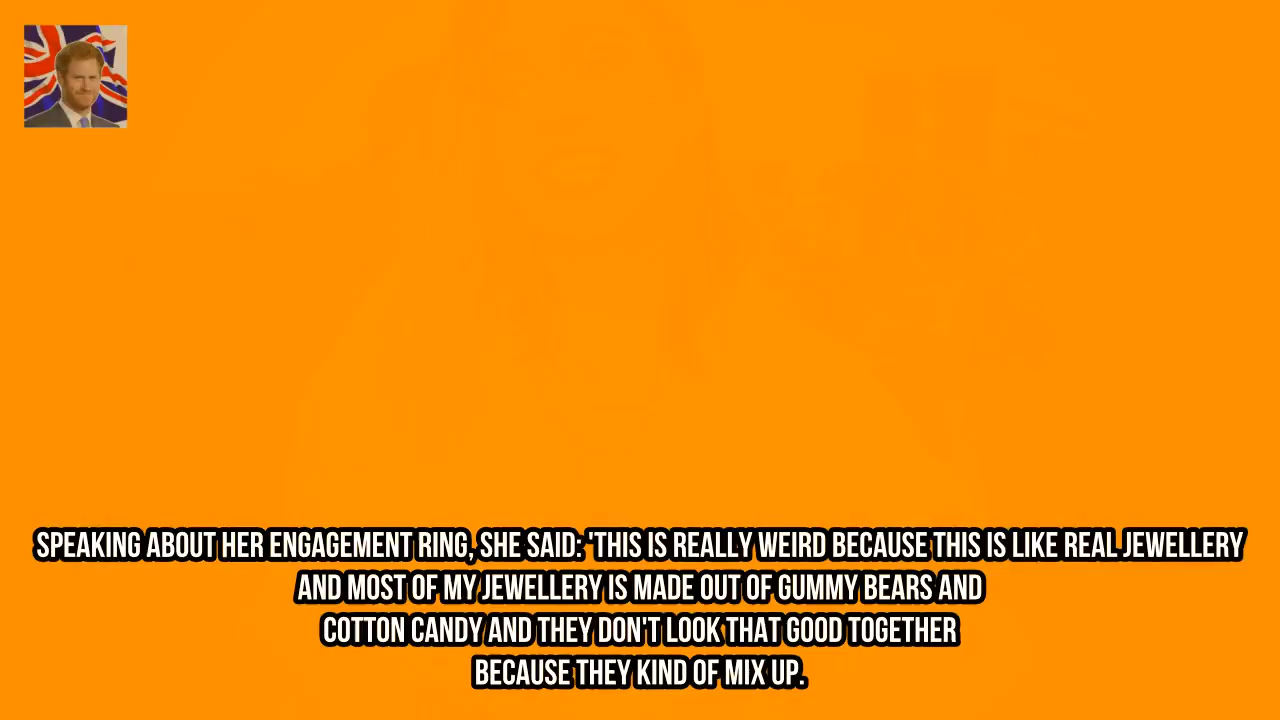 SPEAKING ABOUT HER ENGAGEMENT RING, SHE SAID: 'THIS IS REALLY WEIRD BECAUSE THIS IS LIKE REAL JEWELLERY
AND MOST OF MY JEWELLERY IS MADE OUT OF GUMMY BEARS AND
COTTON CANDY AND THEY DON'T LOOK THAT GOOD TOGETHER
BECAUSE THEY KIND OF MIX UP.